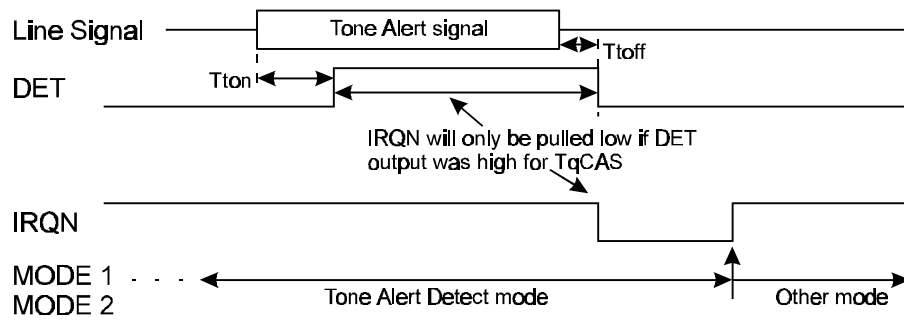 Line Signal
Tone Alert signal
Ttoff
Tton
DET
IRQN will only be pulled low if DET
output was high for TqCAS
IRQN
MODE 1
MODE 2
Tone Alert Detect mode
Other mode